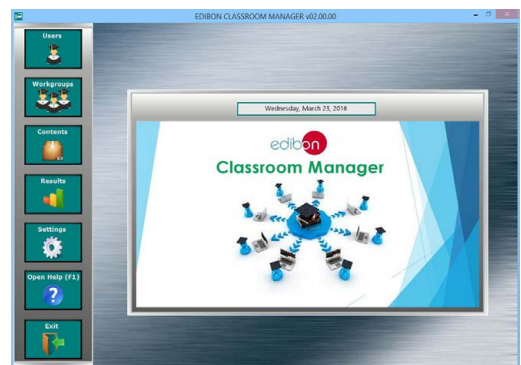 EDIBON CLASSROOM MANAGER v02.00.00
Users
Workgroups
Contents
Results
Settings
Open Help (F1)
?
Exit
Wednesday, March 23, 2016
edibon
Classroom Manager